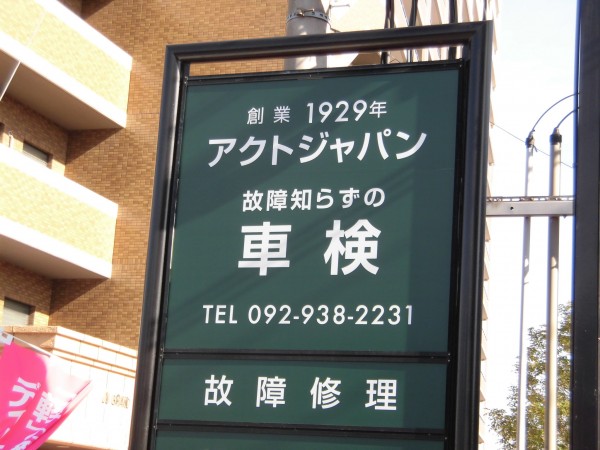 創業 1929年
アクトジャパン
故障知らずの
車検
TEL 092-938-2231
故障修理